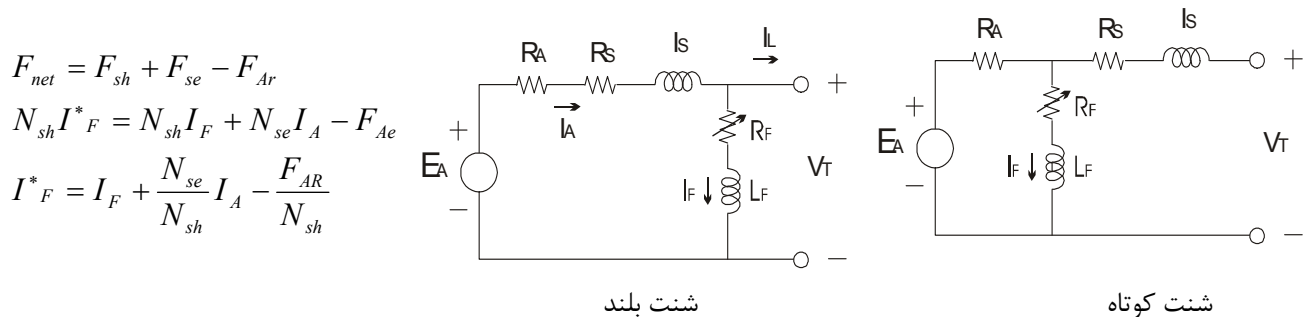 F_net = F_sh + F_se − F_Ar
N_sh I*_F = N_sh I_F + N_se I_A − F_Ae
I*_F = I_F + N_se/N_sh I_A − F_AR/N_sh
RA RS IS IL
IA
+ EA −
RF
IF LF
+ VT −
شنت بلند
RA RS IS
+ EA −
RF
IF LF
+ VT −
شنت کوتاه